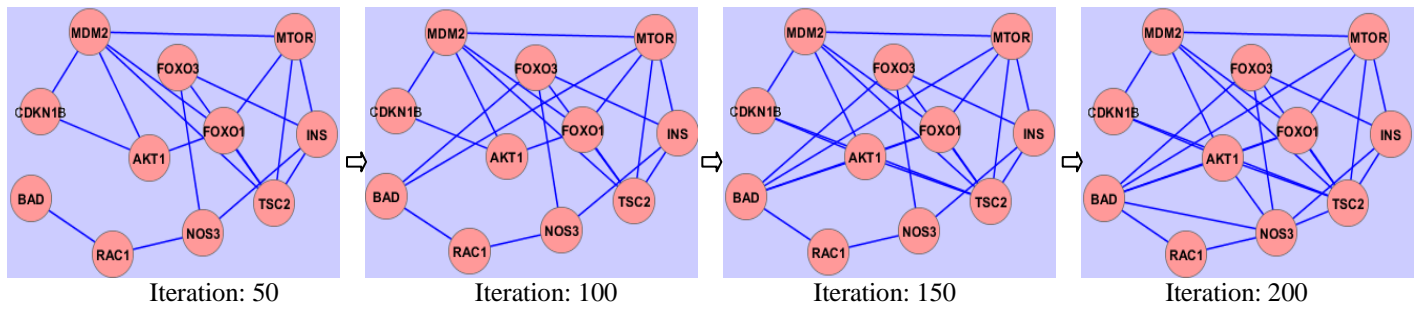 MDM2
MTOR
FOXO3
CDKN1B
FOXO1
INS
AKT1
BAD
TSC2
NOS3
RAC1
Iteration: 50
MDM2
MTOR
FOXO3
CDKN1B
FOXO1
INS
AKT1
BAD
TSC2
NOS3
RAC1
Iteration: 100
MDM2
MTOR
FOXO3
CDKN1B
FOXO1
INS
AKT1
BAD
TSC2
NOS3
RAC1
Iteration: 150
MDM2
MTOR
FOXO3
CDKN1B
FOXO1
INS
AKT1
BAD
TSC2
NOS3
RAC1
Iteration: 200